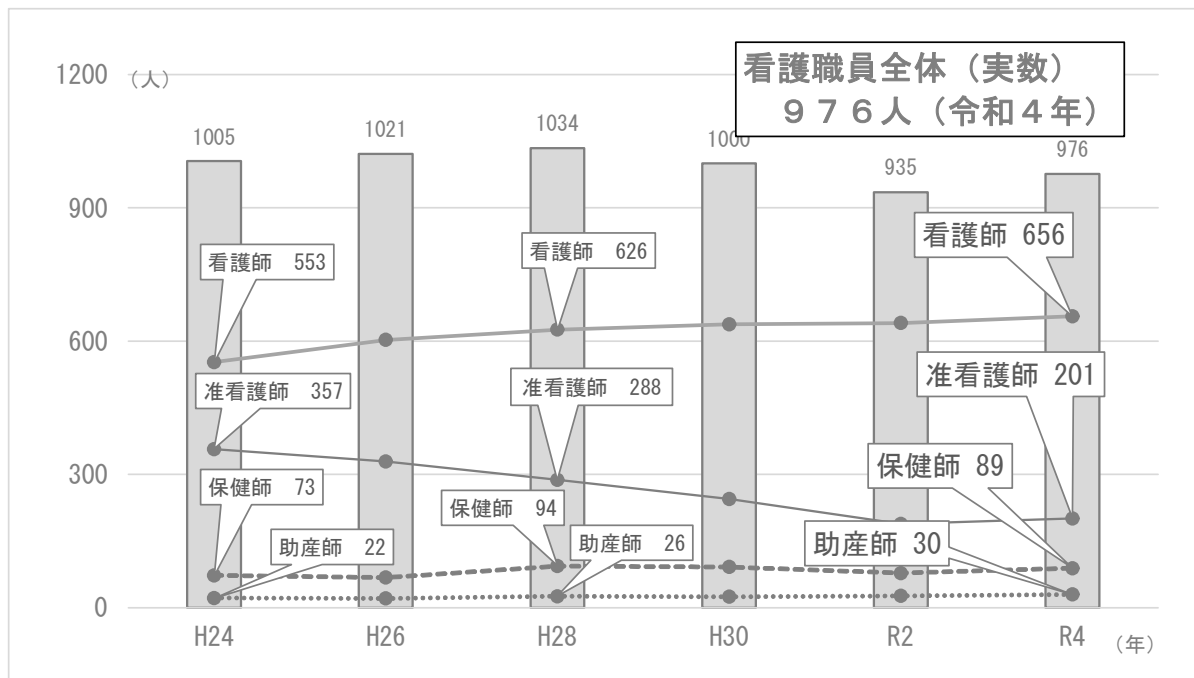 看護職員全体（実数）
９７６人（令和４年）
1200
（人）
1005
1021
1034
1000
935
976
900
看護師 553
看護師 626
看護師 656
600
准看護師 357
准看護師 288
准看護師 201
300
保健師 73
保健師 94
保健師 89
助産師 22
助産師 26
助産師 30
0
H24
H26
H28
H30
R2
R4
（年）